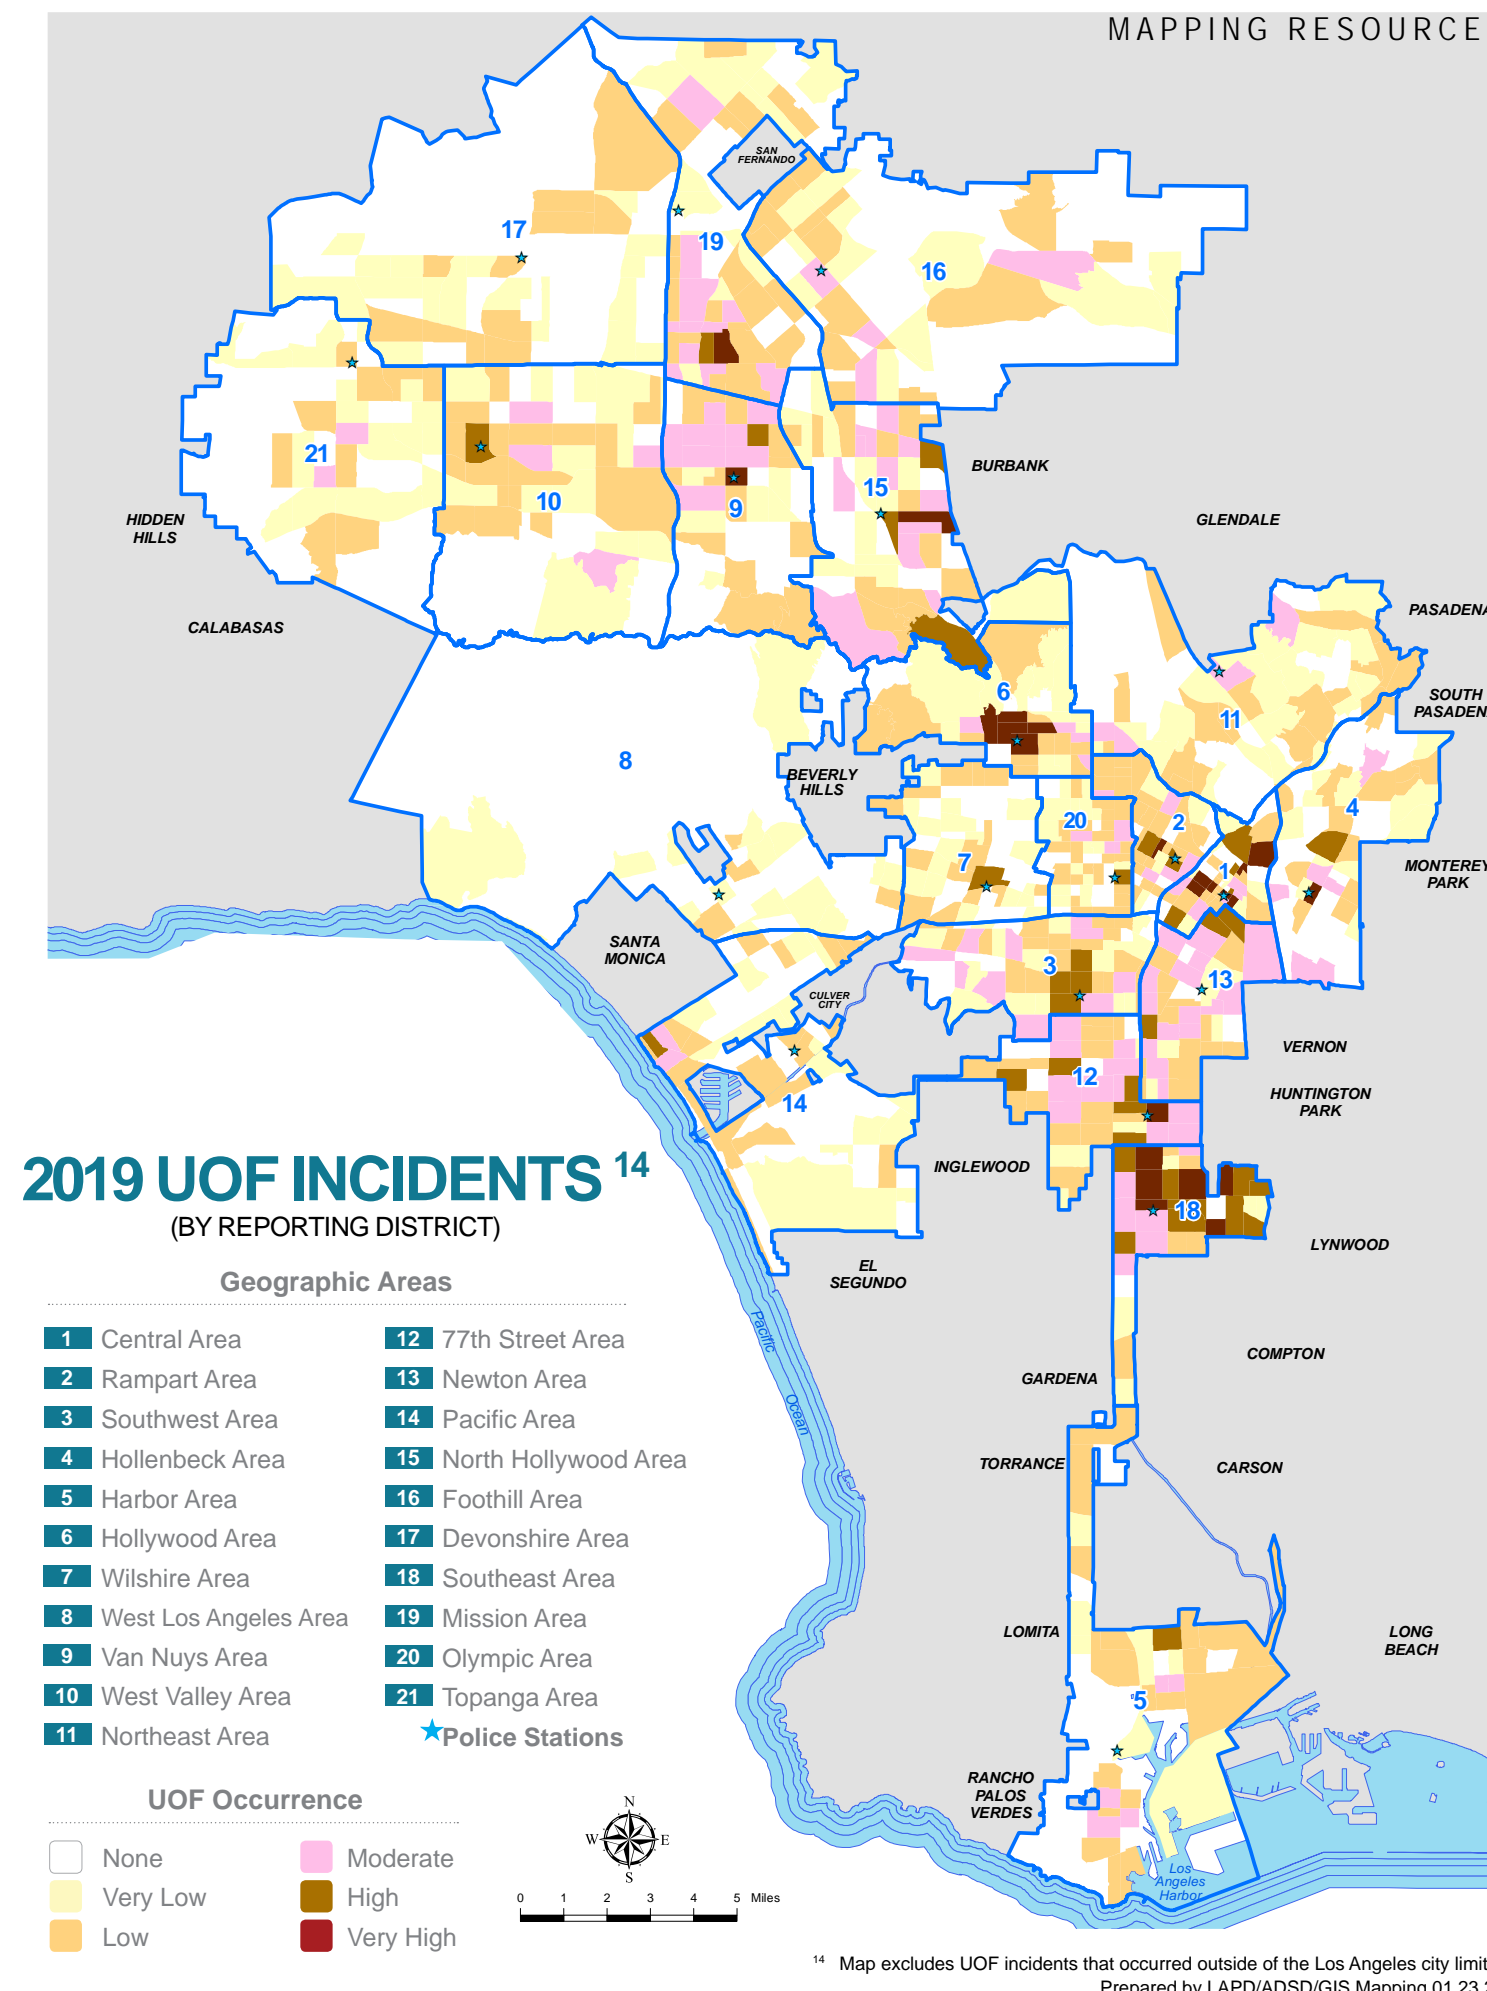 MAPPING RESOURCE
SAN
FERNANDO
17
19
16
BURBANK
21
10
9
15
HIDDEN
HILLS
GLENDALE
CALABASAS
PASADENA
6
11
SOUTH
PASADENA
8
BEVERLY
HILLS
4
20
2
7
1
MONTEREY
PARK
SANTA
MONICA
3
13
CULVER
CITY
VERNON
12
HUNTINGTON
PARK
14
INGLEWOOD
18
LYNWOOD
EL
SEGUNDO
Pacific
Ocean
COMPTON
GARDENA
TORRANCE
CARSON
LOMITA
LONG
BEACH
5
RANCHO
PALOS
VERDES
Los
Angeles
Harbor
2019 UOF INCIDENTS 14
(BY REPORTING DISTRICT)
Geographic Areas
1 Central Area
2 Rampart Area
3 Southwest Area
4 Hollenbeck Area
5 Harbor Area
6 Hollywood Area
7 Wilshire Area
8 West Los Angeles Area
9 Van Nuys Area
10 West Valley Area
11 Northeast Area
12 77th Street Area
13 Newton Area
14 Pacific Area
15 North Hollywood Area
16 Foothill Area
17 Devonshire Area
18 Southeast Area
19 Mission Area
20 Olympic Area
21 Topanga Area
Police Stations
UOF Occurrence
None
Very Low
Low
Moderate
High
Very High
N
W E
S
0 1 2 3 4 5 Miles
14 Map excludes UOF incidents that occurred outside of the Los Angeles city limit
Prepared by LAPD/ADSD/GIS Mapping 01.23.2